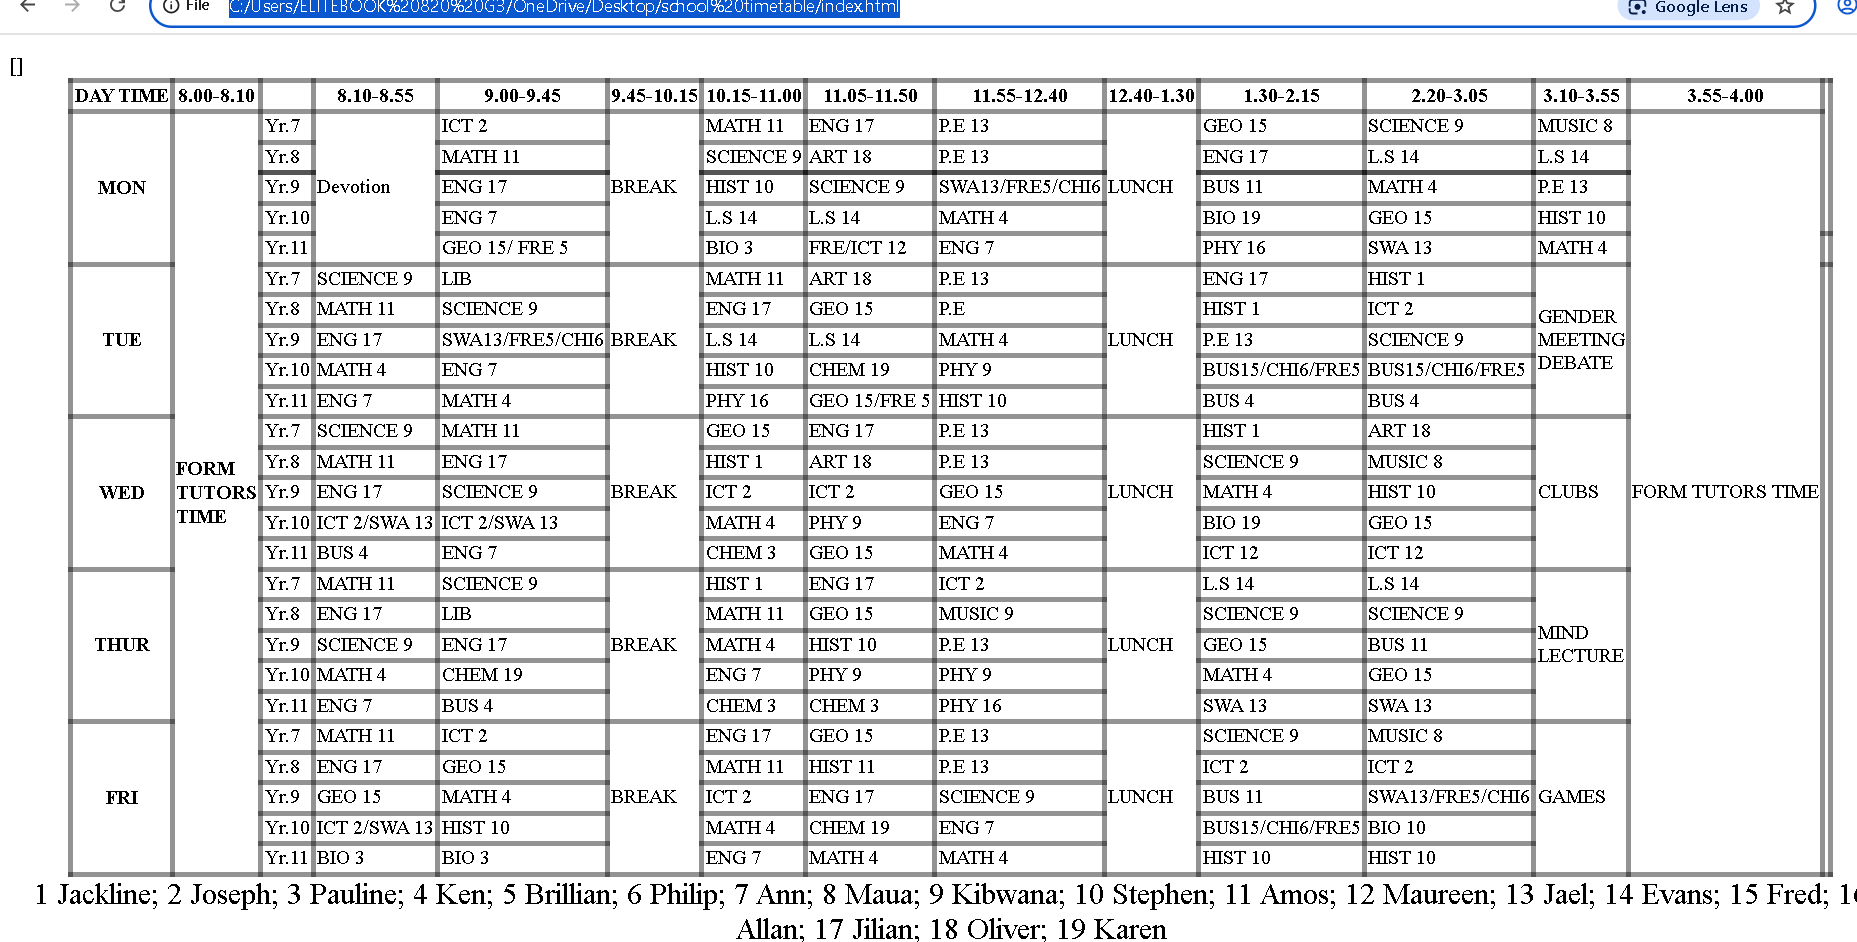 File C:/Users/ELITEBOOK%20820%20G3/OneDrive/Desktop/school%20timetable/index.html Google Lens
[]
DAY TIME 8.00-8.10 8.10-8.55 9.00-9.45 9.45-10.15 10.15-11.00 11.05-11.50 11.55-12.40 12.40-1.30 1.30-2.15 2.20-3.05 3.10-3.55 3.55-4.00
MON FORM TUTORS TIME Yr.7 Devotion ICT 2 BREAK MATH 11 ENG 17 P.E 13 LUNCH GEO 15 SCIENCE 9 MUSIC 8 FORM TUTORS TIME
Yr.8 MATH 11 SCIENCE 9 ART 18 P.E 13 ENG 17 L.S 14 L.S 14
Yr.9 ENG 17 HIST 10 SCIENCE 9 SWA13/FRE5/CHI6 BUS 11 MATH 4 P.E 13
Yr.10 ENG 7 L.S 14 L.S 14 MATH 4 BIO 19 GEO 15 HIST 10
Yr.11 GEO 15/ FRE 5 BIO 3 FRE/ICT 12 ENG 7 PHY 16 SWA 13 MATH 4
TUE Yr.7 SCIENCE 9 LIB BREAK MATH 11 ART 18 P.E 13 LUNCH ENG 17 HIST 1 GENDER MEETING DEBATE
Yr.8 MATH 11 SCIENCE 9 ENG 17 GEO 15 P.E HIST 1 ICT 2
Yr.9 ENG 17 SWA13/FRE5/CHI6 L.S 14 L.S 14 MATH 4 P.E 13 SCIENCE 9
Yr.10 MATH 4 ENG 7 HIST 10 CHEM 19 PHY 9 BUS15/CHI6/FRE5 BUS15/CHI6/FRE5
Yr.11 ENG 7 MATH 4 PHY 16 GEO 15/FRE 5 HIST 10 BUS 4 BUS 4
WED Yr.7 SCIENCE 9 MATH 11 BREAK GEO 15 ENG 17 P.E 13 LUNCH HIST 1 ART 18 CLUBS
Yr.8 MATH 11 ENG 17 HIST 1 ART 18 P.E 13 SCIENCE 9 MUSIC 8
Yr.9 ENG 17 SCIENCE 9 ICT 2 ICT 2 GEO 15 MATH 4 HIST 10
Yr.10 ICT 2/SWA 13 ICT 2/SWA 13 MATH 4 PHY 9 ENG 7 BIO 19 GEO 15
Yr.11 BUS 4 ENG 7 CHEM 3 GEO 15 MATH 4 ICT 12 ICT 12
THUR Yr.7 MATH 11 SCIENCE 9 BREAK HIST 1 ENG 17 ICT 2 LUNCH L.S 14 L.S 14 MIND LECTURE
Yr.8 ENG 17 LIB MATH 11 GEO 15 MUSIC 9 SCIENCE 9 SCIENCE 9
Yr.9 SCIENCE 9 ENG 17 MATH 4 HIST 10 P.E 13 GEO 15 BUS 11
Yr.10 MATH 4 CHEM 19 ENG 7 PHY 9 PHY 9 MATH 4 GEO 15
Yr.11 ENG 7 BUS 4 CHEM 3 CHEM 3 PHY 16 SWA 13 SWA 13
FRI Yr.7 MATH 11 ICT 2 BREAK ENG 17 GEO 15 P.E 13 LUNCH SCIENCE 9 MUSIC 8 GAMES
Yr.8 ENG 17 GEO 15 MATH 11 HIST 11 P.E 13 ICT 2 ICT 2
Yr.9 GEO 15 MATH 4 ICT 2 ENG 17 SCIENCE 9 BUS 11 SWA13/FRE5/CHI6
Yr.10 ICT 2/SWA 13 HIST 10 MATH 4 CHEM 19 ENG 7 BUS15/CHI6/FRE5 BIO 10
Yr.11 BIO 3 BIO 3 ENG 7 MATH 4 MATH 4 HIST 10 HIST 10
1 Jackline; 2 Joseph; 3 Pauline; 4 Ken; 5 Brillian; 6 Philip; 7 Ann; 8 Maua; 9 Kibwana; 10 Stephen; 11 Amos; 12 Maureen; 13 Jael; 14 Evans; 15 Fred;
Allan; 17 Jilian; 18 Oliver; 19 Karen